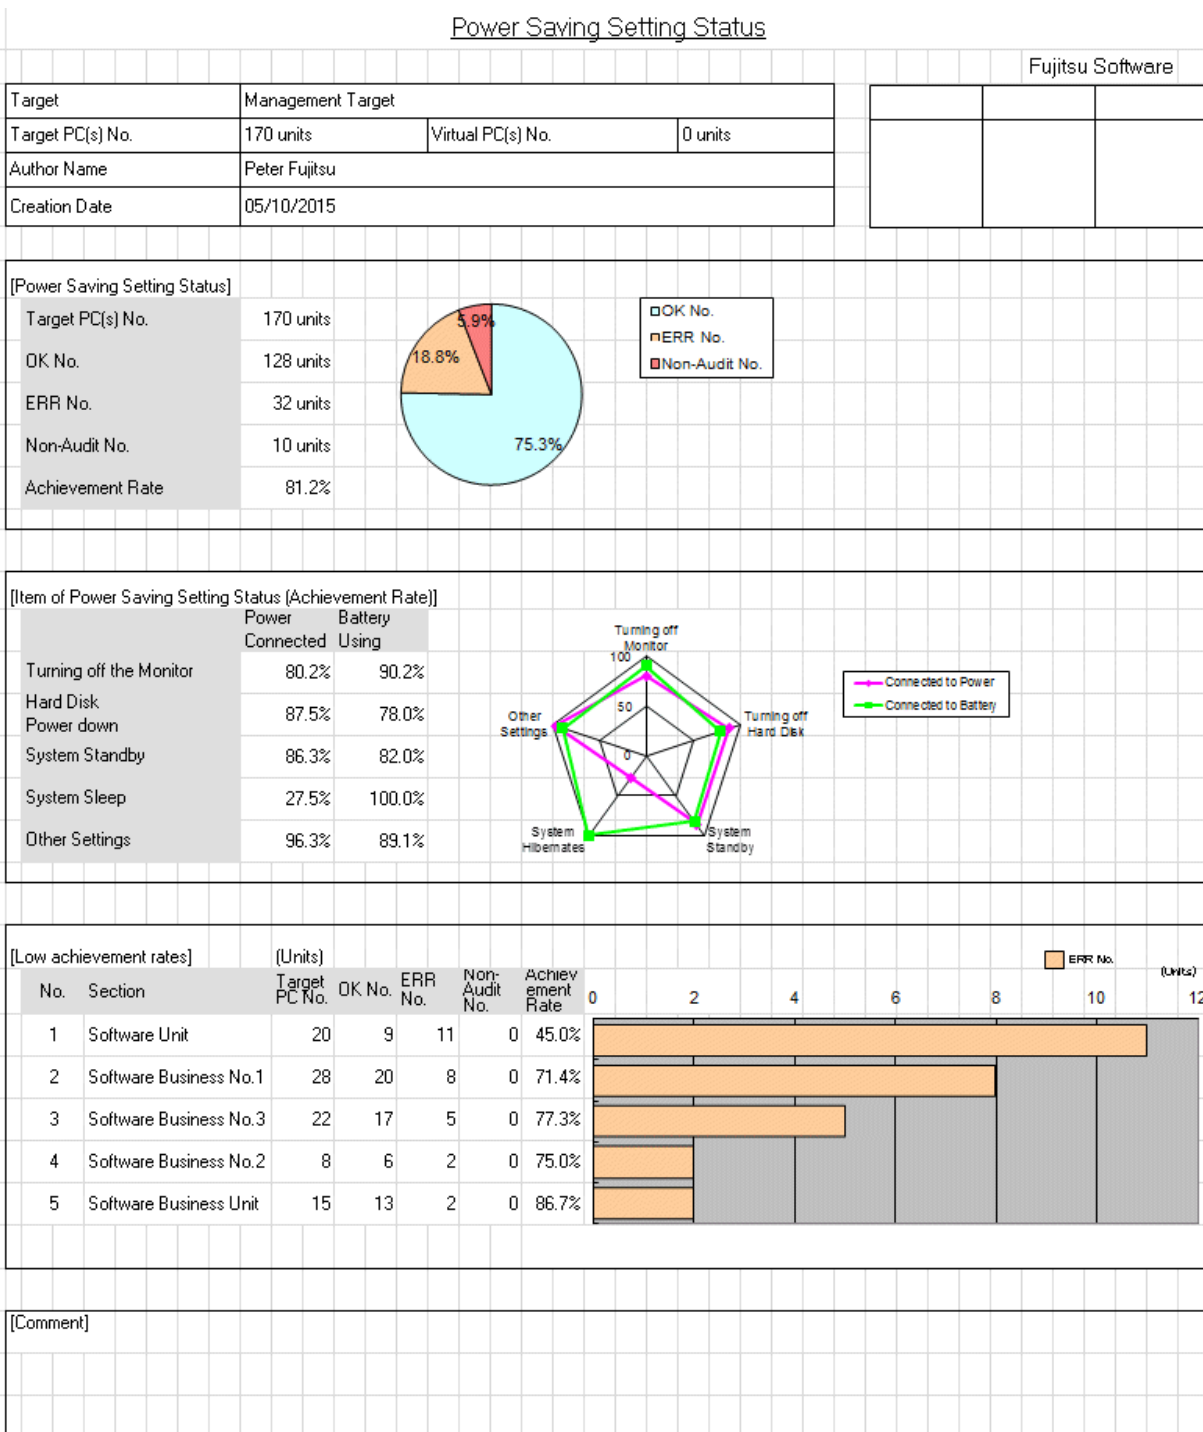 Power Saving Setting Status
Fujitsu Software
Target Management Target
Target PC(s) No. 170 units Virtual PC(s) No. 0 units
Author Name Peter Fujitsu
Creation Date 05/10/2015
[Power Saving Setting Status]
Target PC(s) No. 170 units
OK No. 128 units
ERR No. 32 units
Non-Audit No. 10 units
Achievement Rate 81.2%
5.9%
18.8%
75.3%
OK No.
ERR No.
Non-Audit No.
[Item of Power Saving Setting Status (Achievement Rate)]
Power Connected Battery Using
Turning off the Monitor 80.2% 90.2%
Hard Disk Power down 87.5% 78.0%
System Standby 86.3% 82.0%
System Sleep 27.5% 100.0%
Other Settings 96.3% 89.1%
Turning off
Monitor
100
50
0
Other
Settings
Turning off
Hard Disk
System
Hibernates
System
Standby
Connected to Power
Connected to Battery
[Low achievement rates] (Units)
ERR No.
(Units)
No. Section Target PC No. OK No. ERR No. Non-Audit No. Achievement Rate
0 2 4 6 8 10 12
1 Software Unit 20 9 11 0 45.0%
2 Software Business No.1 28 20 8 0 71.4%
3 Software Business No.3 22 17 5 0 77.3%
4 Software Business No.2 8 6 2 0 75.0%
5 Software Business Unit 15 13 2 0 86.7%
[Comment]